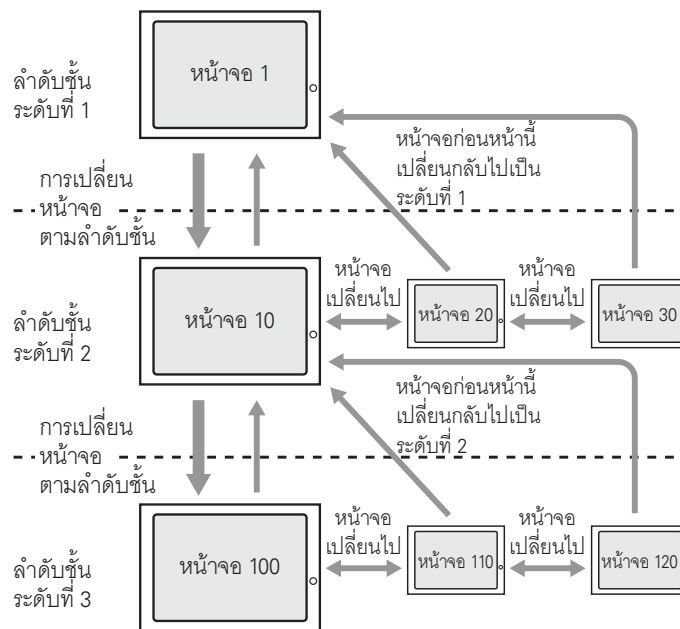 หน้าจอ 1
ลำดับชั้น
ระดับที่ 1
หน้าจอก่อนหน้านี้
เปลี่ยนกลับไปเป็น
ระดับที่ 1
การเปลี่ยน
หน้าจอ
ตามลำดับชั้น
หน้าจอ 10
หน้าจอ
เปลี่ยนไป
หน้าจอ 20
หน้าจอ
เปลี่ยนไป
หน้าจอ 30
ลำดับชั้น
ระดับที่ 2
หน้าจอก่อนหน้านี้
เปลี่ยนกลับไปเป็น
ระดับที่ 2
การเปลี่ยน
หน้าจอ
ตามลำดับชั้น
หน้าจอ 100
หน้าจอ
เปลี่ยนไป
หน้าจอ 110
หน้าจอ
เปลี่ยนไป
หน้าจอ 120
ลำดับชั้น
ระดับที่ 3